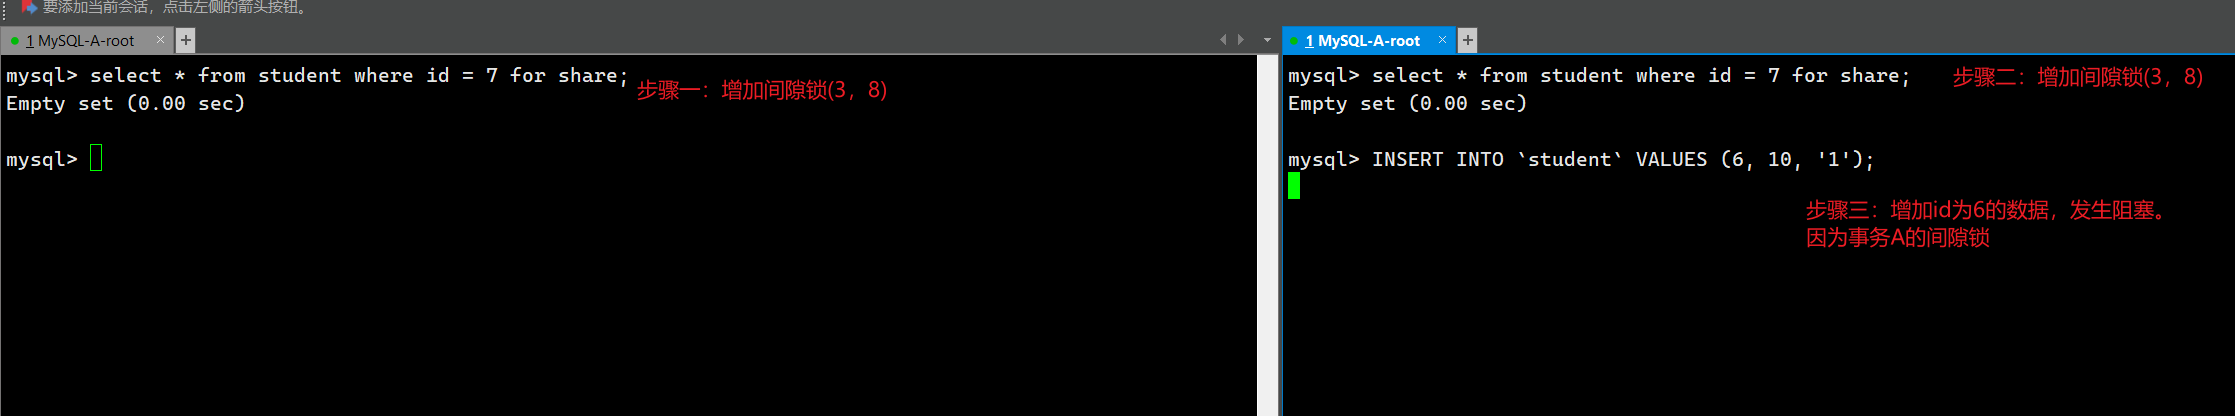 要添加当前会话，点击左侧的箭头按钮。
1 MySQL-A-root × +
mysql> select * from student where id = 7 for share;
步骤一：增加间隙锁(3，8)
Empty set (0.00 sec)
mysql>
1 MySQL-A-root × +
mysql> select * from student where id = 7 for share;
步骤二：增加间隙锁(3，8)
Empty set (0.00 sec)
mysql> INSERT INTO `student` VALUES (6, 10, '1');
步骤三：增加id为6的数据，发生阻塞。
因为事务A的间隙锁